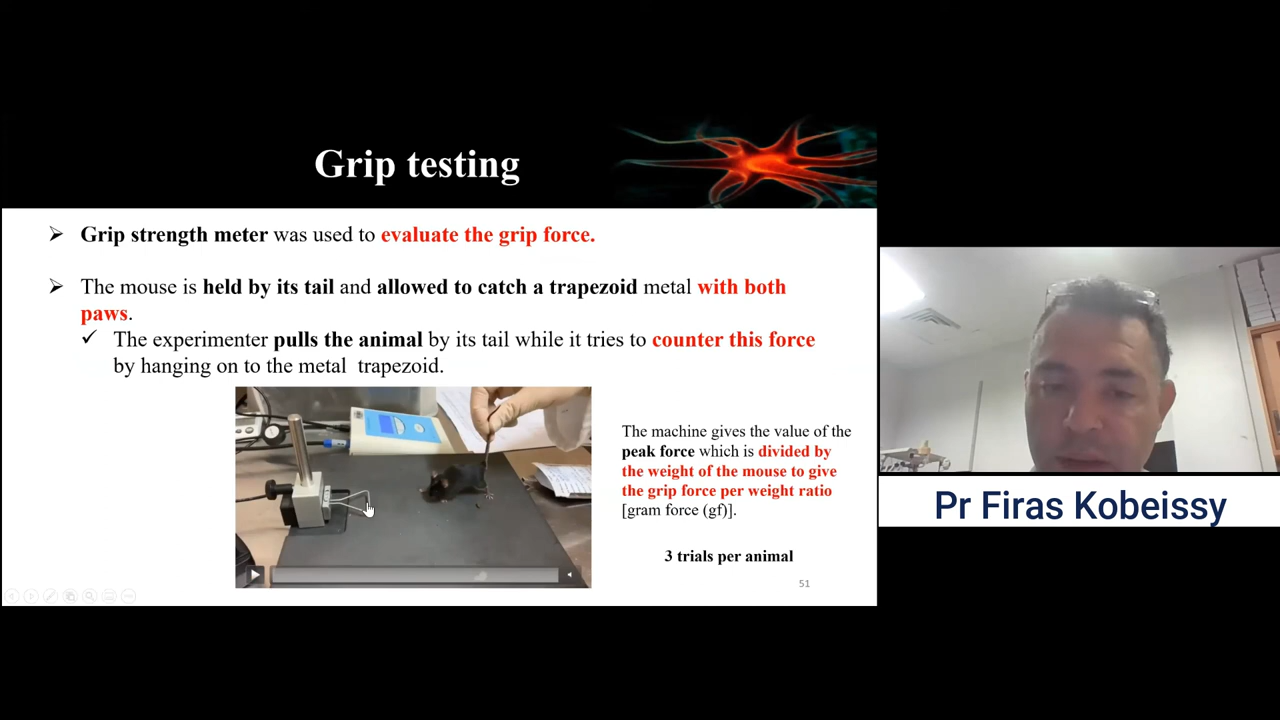 Grip testing
Grip strength meter was used to evaluate the grip force.
The mouse is held by its tail and allowed to catch a trapezoid metal with both
paws.
The experimenter pulls the animal by its tail while it tries to counter this force
by hanging on to the metal trapezoid.
The machine gives the value of the
peak force which is divided by
the weight of the mouse to give
the grip force per weight ratio
[gram force (gf)].
3 trials per animal
51
Pr Firas Kobeissy